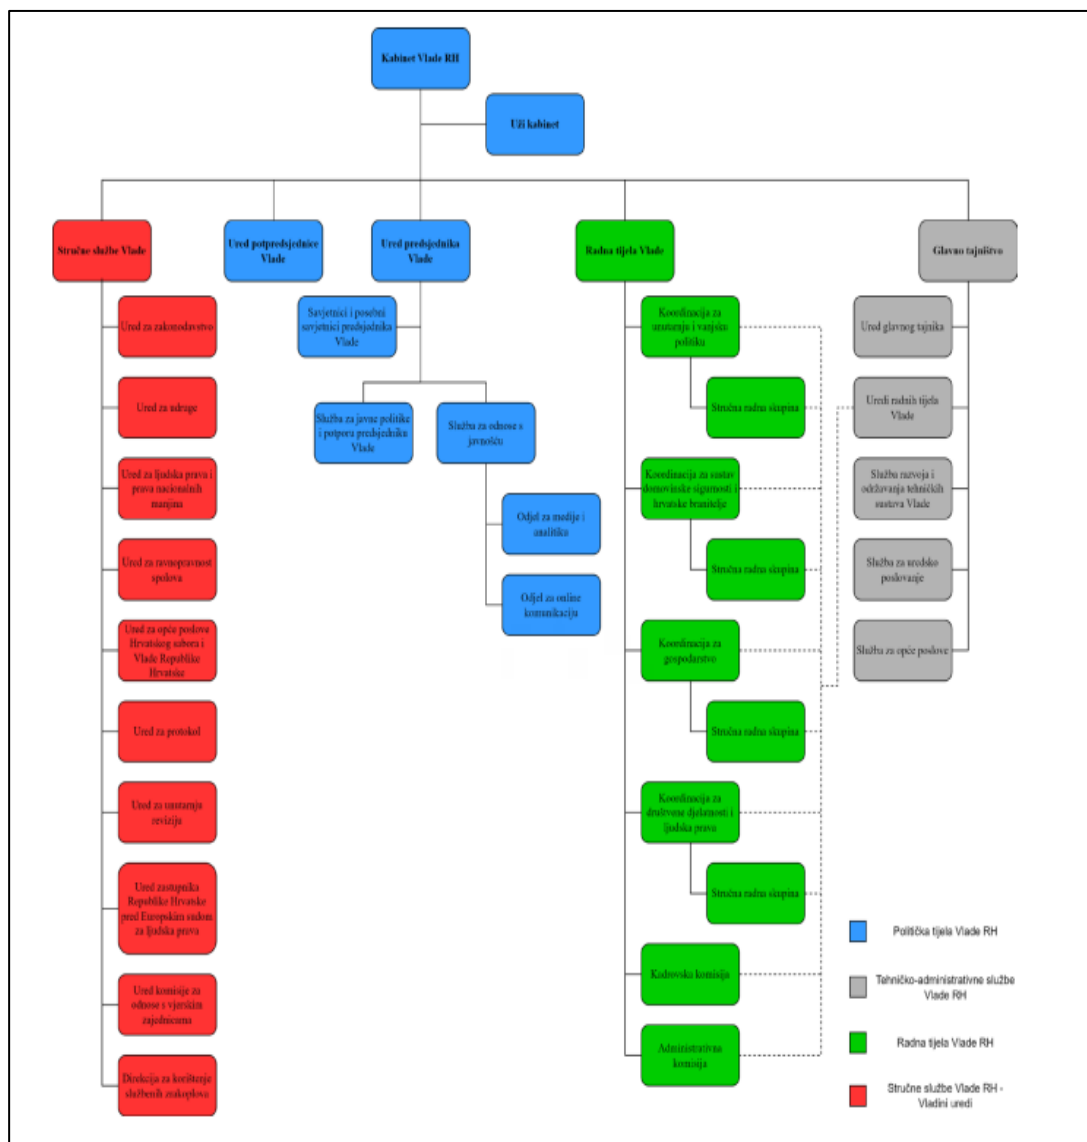 Kabinet Vlade RH
Uži kabinet
Stručne službe Vlade
Ured potpredsjednice
Vlade
Ured predsjednika
Vlade
Radna tijela Vlade
Glavno tajništvo
Ured za zakonodavstvo
Ured za udruge
Ured za ljudska prava i
prava nacionalnih
manjina
Ured za ravnopravnost
spolova
Ured za opće poslove
Hrvatskog sabora i
Vlade Republike
Hrvatske
Ured za protokol
Ured za unutarnju
reviziju
Ured zastupnika
Republike Hrvatske
pred Europskim sudom
za ljudska prava
Ured komisije za
odnose s vjerskim
zajednicama
Direkcija za korištenje
službenih zrakoplova
Savjetnici i posebni
savjetnici predsjednika
Vlade
Služba za javne politike
i potporu predsjedniku
Vlade
Služba za odnose s
javnošću
Odjel za medije i
analitiku
Odjel za online
komunikaciju
Koordinacija za
unutarnju i vanjsku
politiku
Stručna radna skupina
Koordinacija za sustav
domovinske sigurnosti i
hrvatske branitelje
Stručna radna skupina
Koordinacija za
gospodarstvo
Stručna radna skupina
Koordinacija za
društvene djelatnosti i
ljudska prava
Stručna radna skupina
Kadrovska komisija
Administrativna
komisija
Ured glavnog tajnika
Uredi radnih tijela
Vlade
Služba razvoja i
održavanja tehničkih
sustava Vlade
Služba za uredsko
poslovanje
Služba za opće poslove
Politička tijela Vlade RH
Tehničko-administrativne službe
Vlade RH
Radna tijela Vlade RH
Stručne službe Vlade RH -
Vladini uredi